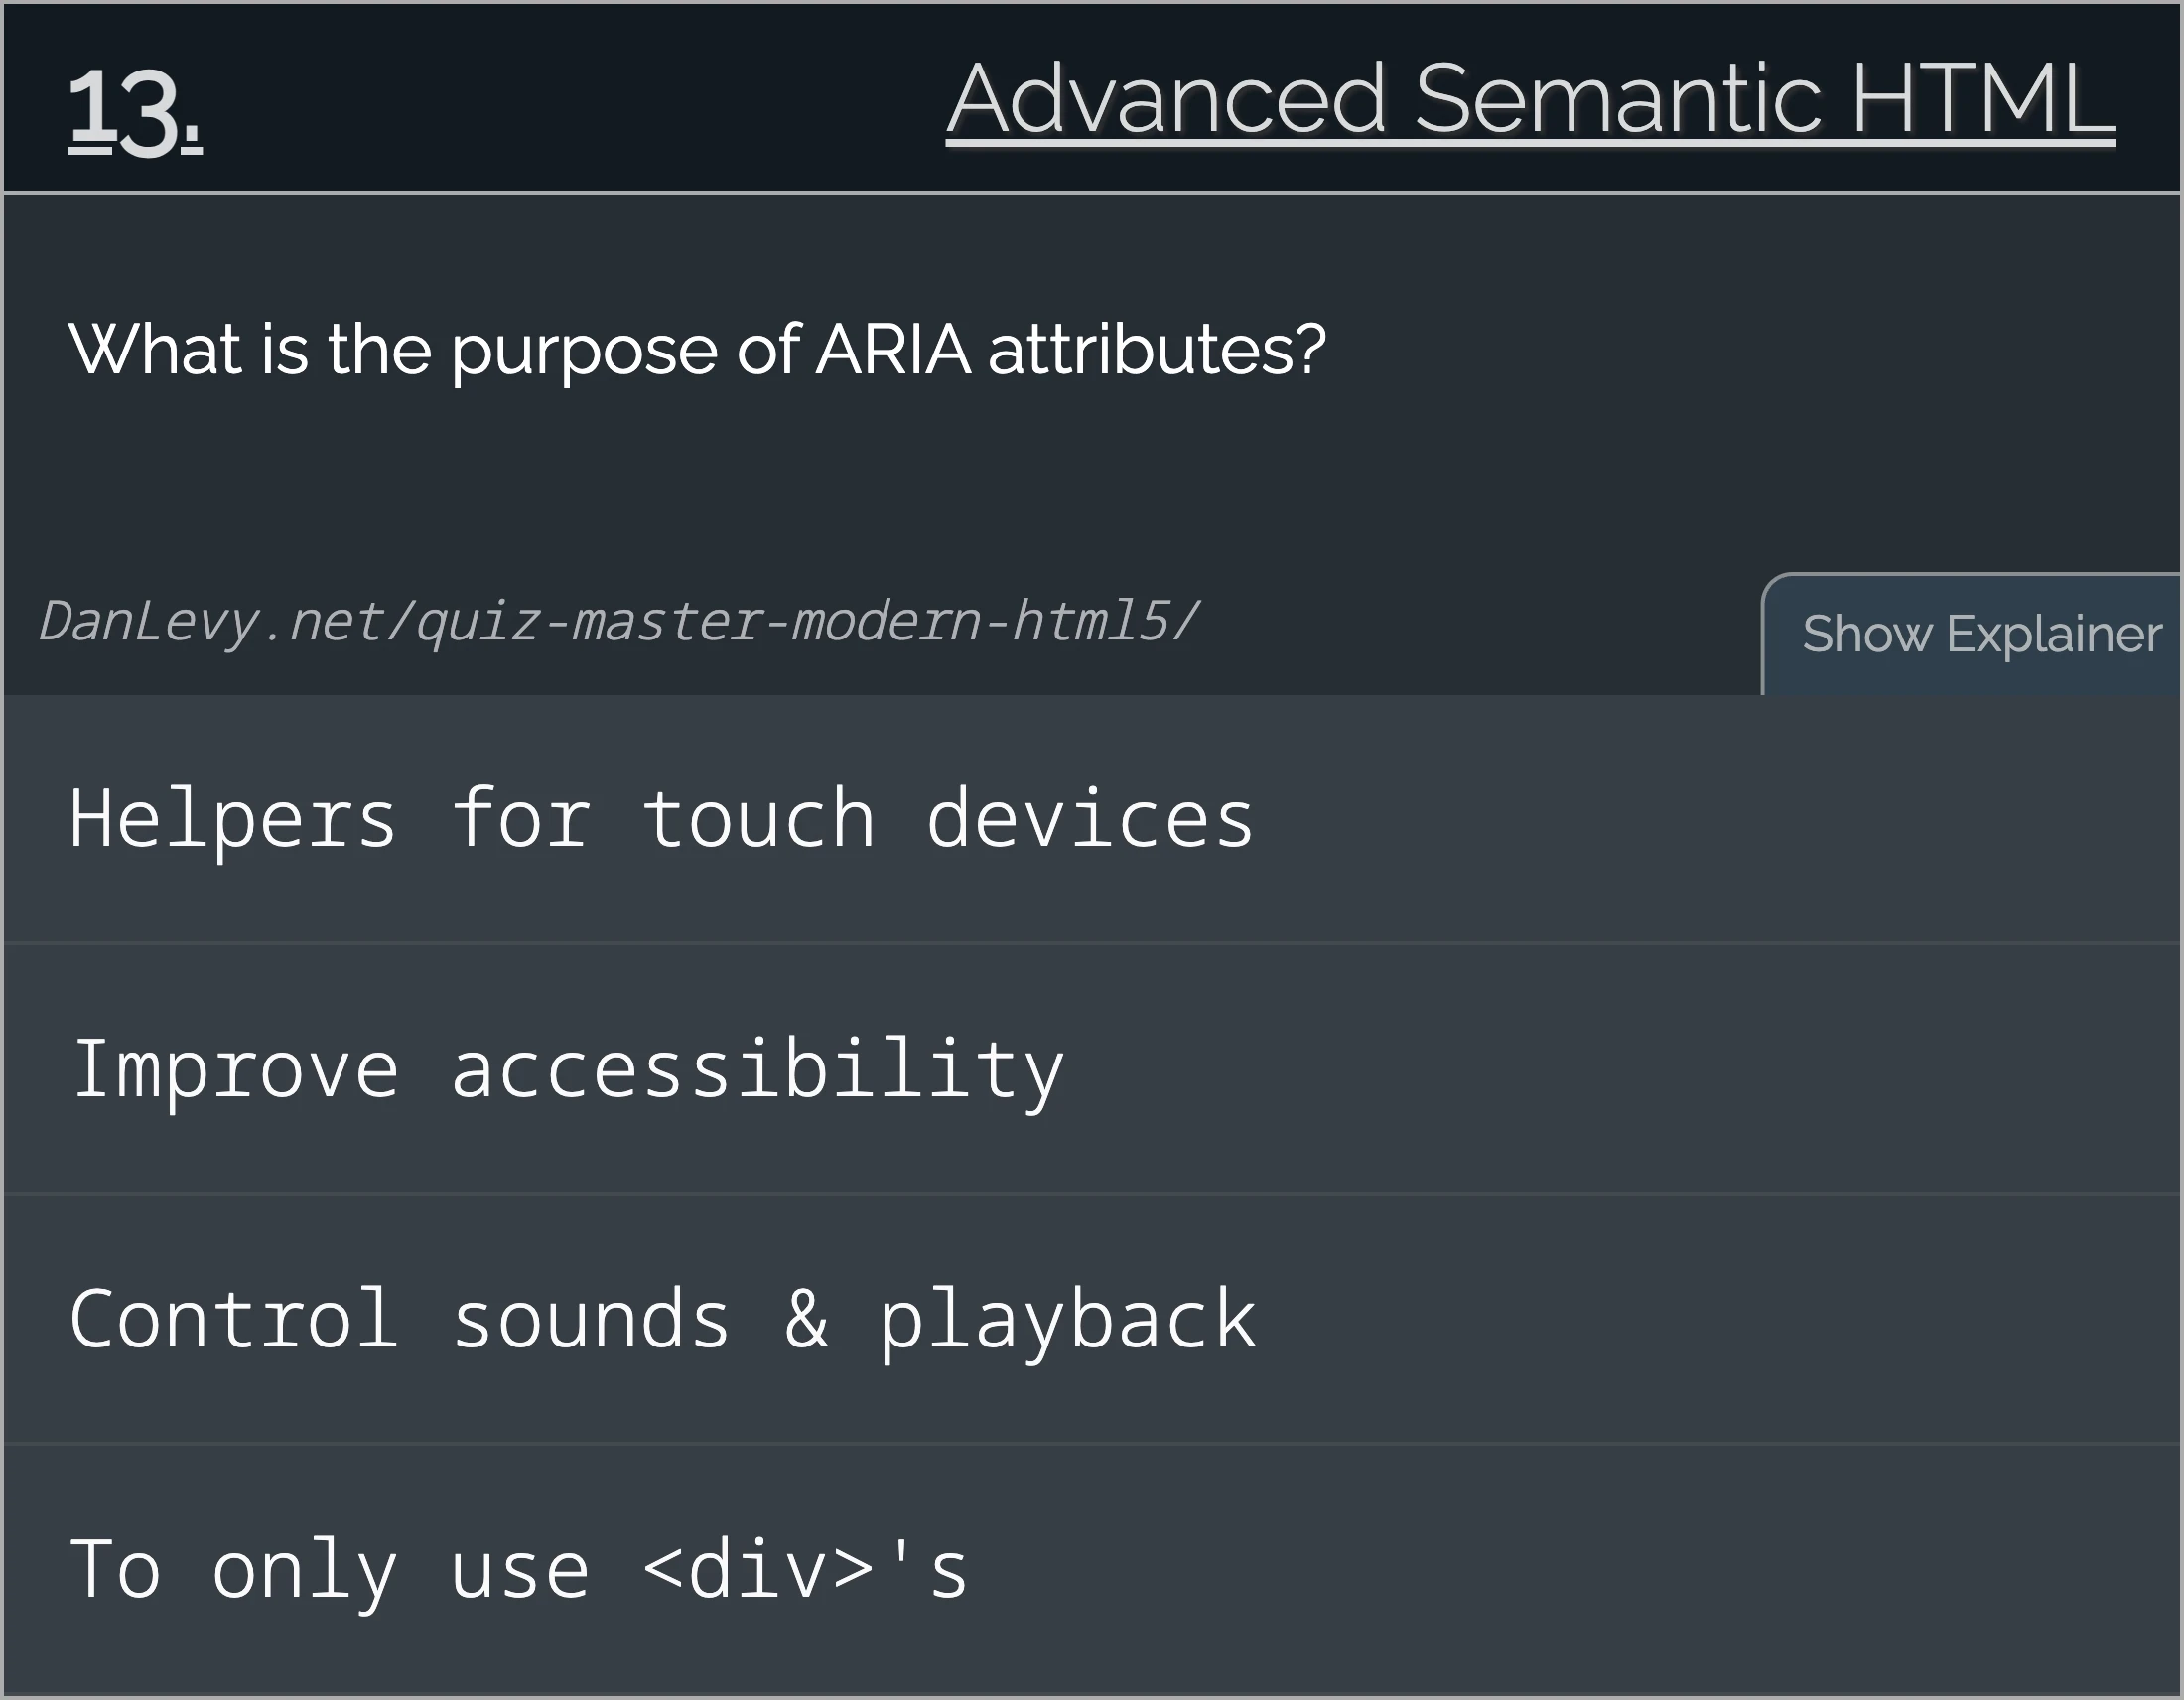 13.
Advanced Semantic HTML
What is the purpose of ARIA attributes?
DanLevy.net/quiz-master-modern-html5/
Show Explainer
Helpers for touch devices
Improve accessibility
Control sounds & playback
To only use <div>'s